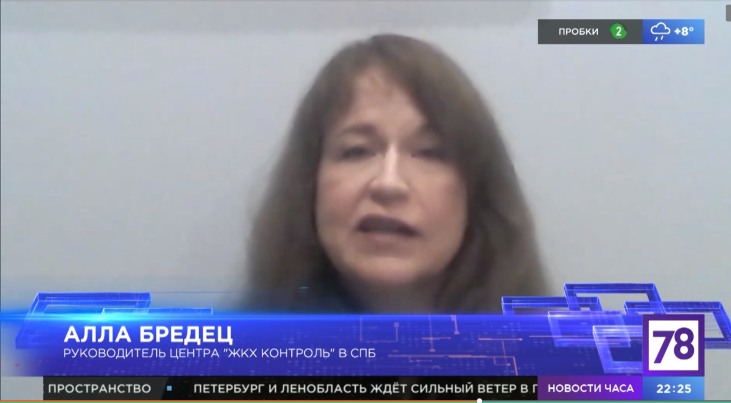 ПРОБКИ 2 +8°
АЛЛА БРЕДЕЦ
РУКОВОДИТЕЛЬ ЦЕНТРА "ЖКХ КОНТРОЛЬ" В СПБ
78
ПРОСТРАНСТВО ▪ ПЕТЕРБУРГ И ЛЕНОБЛАСТЬ ЖДЁТ СИЛЬНЫЙ ВЕТЕР В НОВОСТИ ЧАСА 22:25